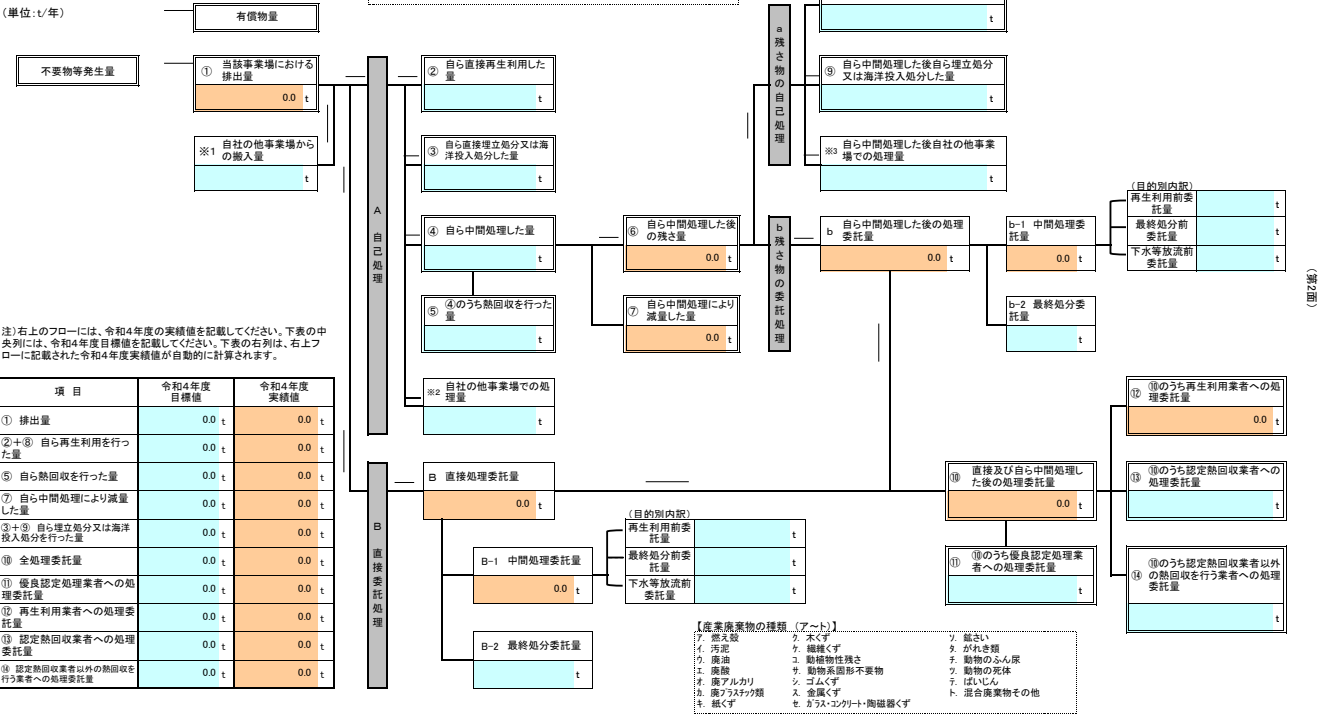 (単位:t/年)
有償物量
不要物等発生量
① 当該事業場における
排出量
0.0 t
※1 自社の他事業場から
の搬入量
t
A 自己処理
② 自ら直接再生利用した
量
t
③ 自ら直接埋立処分又は海
洋投入処分した量
t
④ 自ら中間処理した量
t
⑤ ④のうち熱回収を行った
量
t
※2 自社の他事業場での処
理量
t
⑥ 自ら中間処理した後
の残さ量
0.0 t
⑦ 自ら中間処理により
減量した量
0.0 t
a 残さ物の自己処理
t
⑨ 自ら中間処理した後自ら埋立処分
又は海洋投入処分した量
t
※3 自ら中間処理した後自社の他事業
場での処理量
t
b 残さ物の委託処理
b 自ら中間処理した後の処理
委託量
0.0 t
b-1 中間処理委
託量
0.0 t
b-2 最終処分委
託量
t
(目的別内訳)
再生利用前委
託量 t
最終処分前
委託量 t
下水等放流前
委託量 t
(第2面)
注)右上のフローには、令和4年度の実績値を記載してください。下表の中
央列には、令和4年度目標値を記載してください。下表の右列は、右上フ
ローに記載された令和4年度実績値が自動的に計算されます。
項 目 令和4年度
目標値 令和4年度
実績値
① 排出量 0.0 t 0.0 t
②+⑧ 自ら再生利用を行っ
た量 0.0 t 0.0 t
⑤ 自ら熱回収を行った量 0.0 t 0.0 t
⑦ 自ら中間処理により減量
した量 0.0 t 0.0 t
③+⑨ 自ら埋立処分又は海洋
投入処分を行った量 0.0 t 0.0 t
⑩ 全処理委託量 0.0 t 0.0 t
⑪ 優良認定処理業者への処
理委託量 0.0 t 0.0 t
⑫ 再生利用業者への処理委
託量 0.0 t 0.0 t
⑬ 認定熱回収業者への処理
委託量 0.0 t 0.0 t
⑭ 認定熱回収業者以外の熱回収を
行う業者への処理委託量 0.0 t 0.0 t
B 直接委託処理
B 直接処理委託量
0.0 t
B-1 中間処理委託量
0.0 t
B-2 最終処分委託量
t
(目的別内訳)
再生利用前委
託量 t
最終処分前委
託量 t
下水等放流前
委託量 t
⑩ 直接及び自ら中間処理し
た後の処理委託量
0.0 t
⑪ ⑩のうち優良認定処理業
者への処理委託量
t
⑫ ⑩のうち再生利用業者への処
理委託量
0.0 t
⑬ ⑩のうち認定熱回収業者への
処理委託量
t
⑭ ⑩のうち認定熱回収業者以外
の熱回収を行う業者への処理
委託量
t
【産業廃棄物の種類 (ア~ト)】
ア. 燃え殻 ク. 木くず ソ. 鉱さい
イ. 汚泥 ケ. 繊維くず タ. がれき類
ウ. 廃油 コ. 動植物性残さ チ. 動物のふん尿
エ. 廃酸 サ. 動物系固形不要物 ツ. 動物の死体
オ. 廃アルカリ シ. ゴムくず テ. ばいじん
カ. 廃プラスチック類 ス. 金属くず ト. 混合廃棄物その他
キ. 紙くず セ. ガラス・コンクリート・陶磁器くず